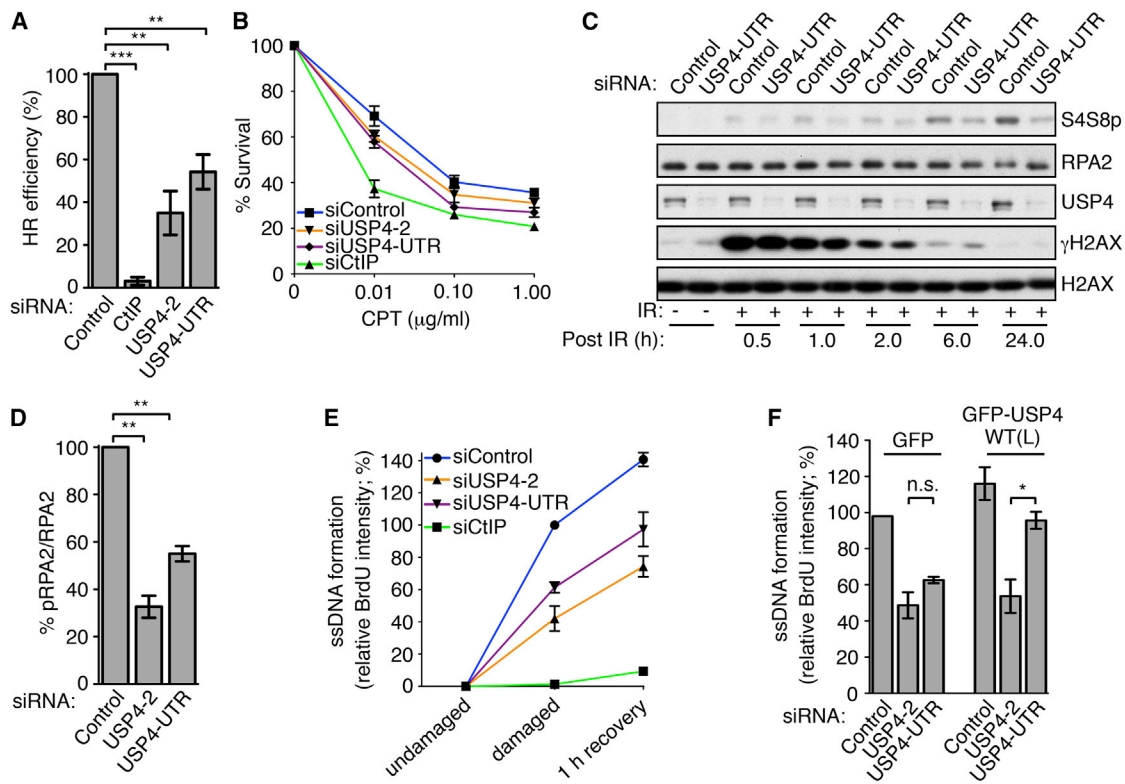 A
HR efficiency (%)
100
80
60
40
20
0
***
**
**
siRNA:
Control
CtIP
USP4-2
USP4-UTR
B
% Survival
100
80
60
40
20
0
siControl
siUSP4-2
siUSP4-UTR
siCtIP
0 0.01 0.10 1.00
CPT (μg/ml)
C
siRNA: Control USP4-UTR Control USP4-UTR Control USP4-UTR Control USP4-UTR Control USP4-UTR Control USP4-UTR
S4S8p
RPA2
USP4
γH2AX
H2AX
IR: - - + + + + + + + + + +
Post IR (h): 0.5 1.0 2.0 6.0 24.0
D
% pRPA2/RPA2
100
80
60
40
20
0
**
**
siRNA:
Control
USP4-2
USP4-UTR
E
ssDNA formation
(relative BrdU intensity; %)
140
120
100
80
60
40
20
0
siControl
siUSP4-2
siUSP4-UTR
siCtIP
undamaged
damaged
1 h recovery
F
ssDNA formation
(relative BrdU intensity; %)
140
120
100
80
60
40
20
0
GFP
GFP-USP4
WT(L)
n.s.
*
siRNA:
Control
USP4-2
USP4-UTR
Control
USP4-2
USP4-UTR